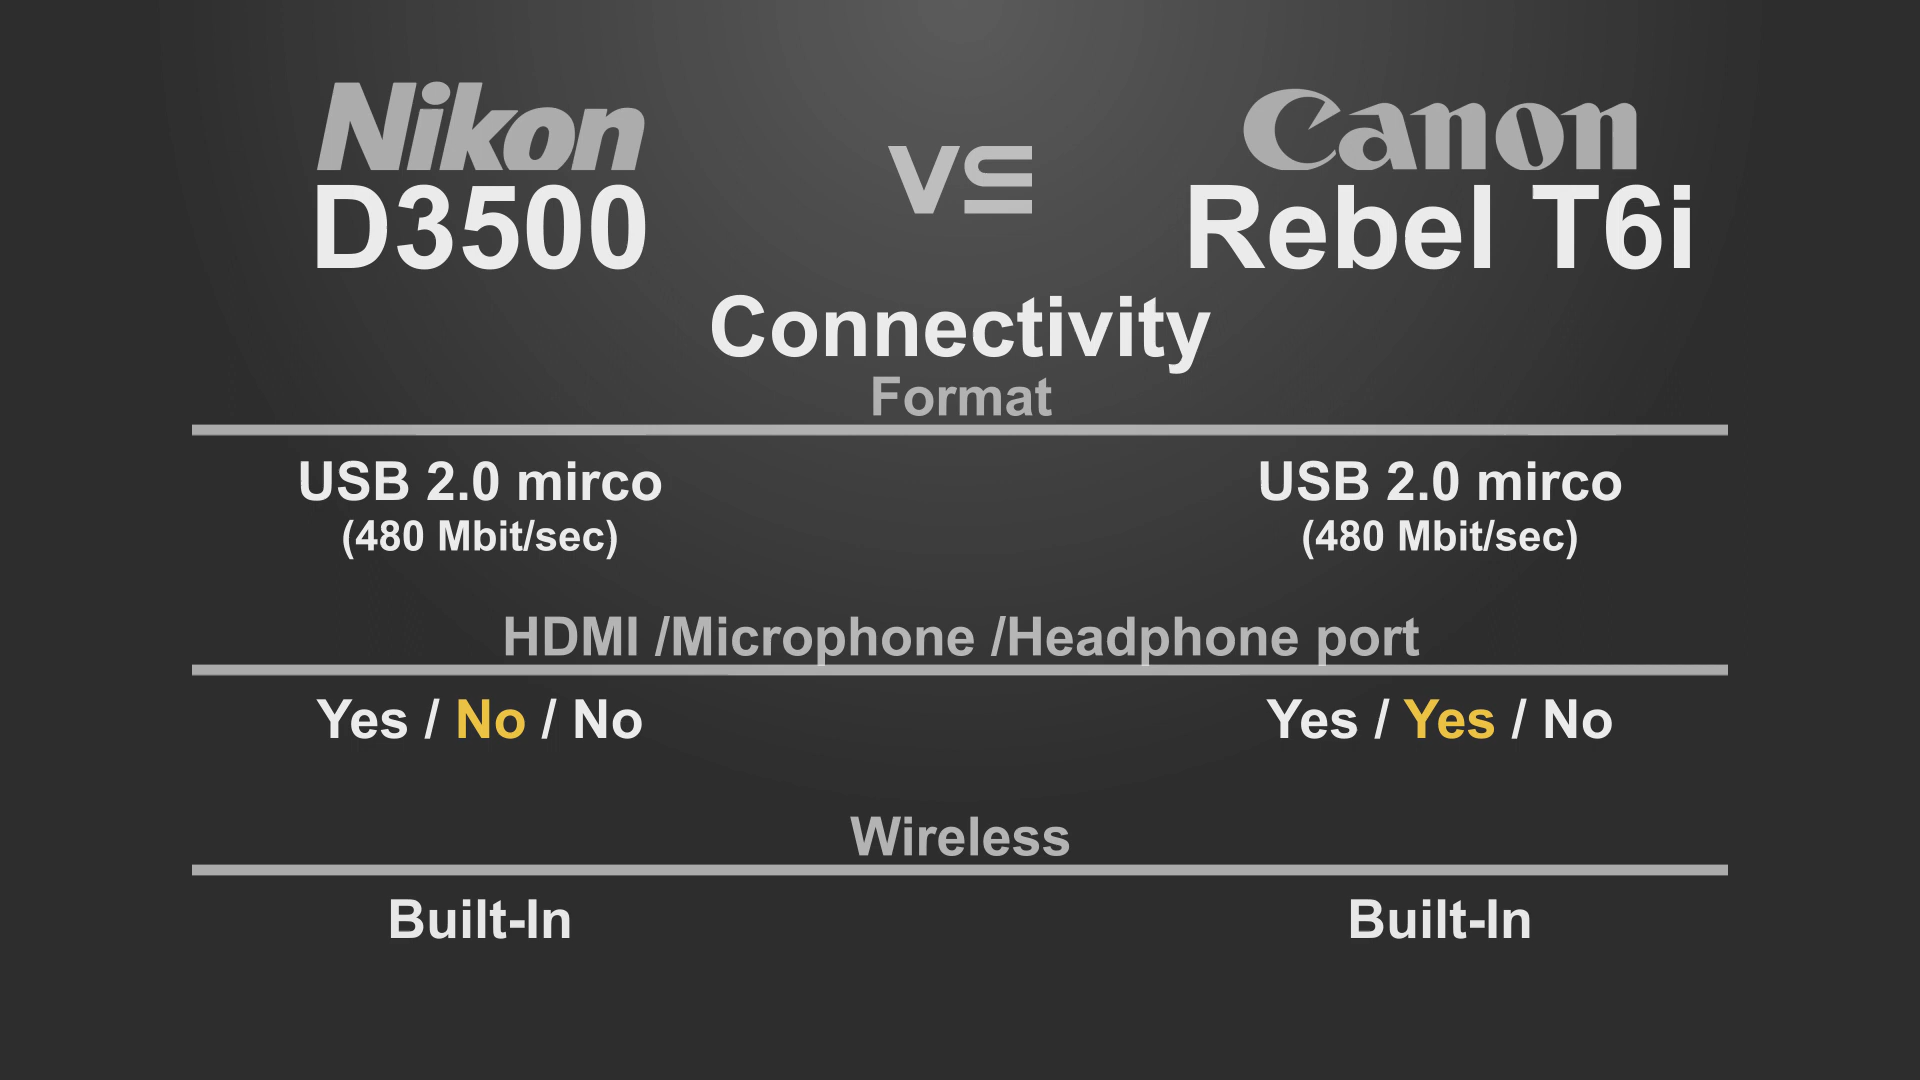 Nikon
D3500
VS
Canon
Rebel T6i
Connectivity
Format
USB 2.0 mirco
(480 Mbit/sec)
USB 2.0 mirco
(480 Mbit/sec)
HDMI /Microphone /Headphone port
Yes / No / No
Yes / Yes / No
Wireless
Built-In
Built-In